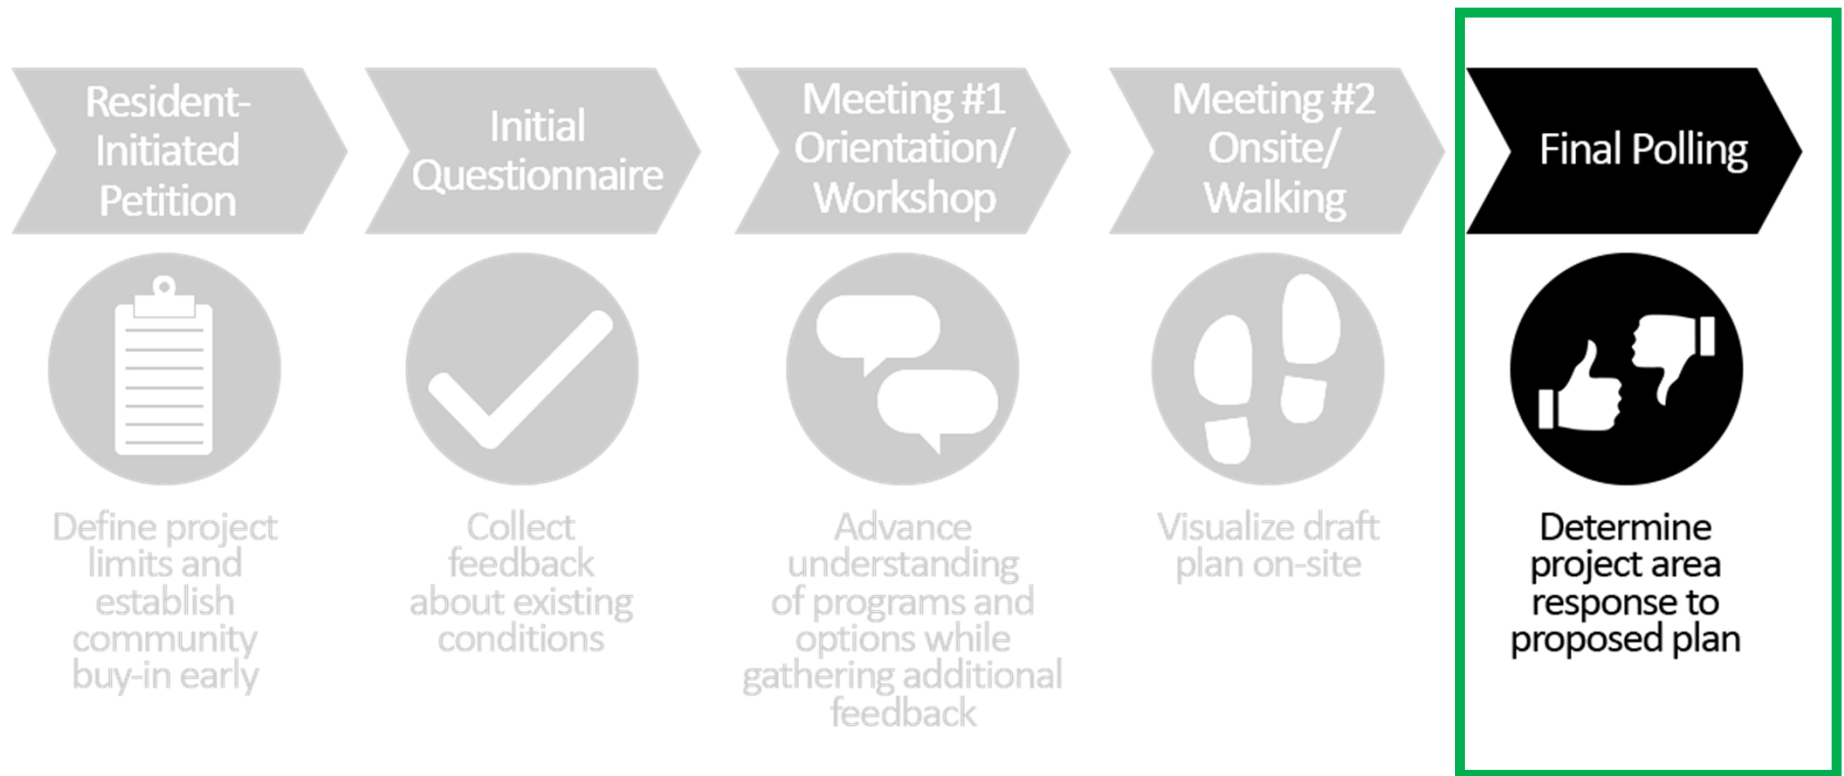 Resident-
Initiated
Petition
Initial
Questionnaire
Meeting #1
Orientation/
Workshop
Meeting #2
Onsite/
Walking
Final Polling
Define project
limits and
establish
community
buy-in early
Collect
feedback
about existing
conditions
Advance
understanding
of programs and
options while
gathering additional
feedback
Visualize draft
plan on-site
Determine
project area
response to
proposed plan